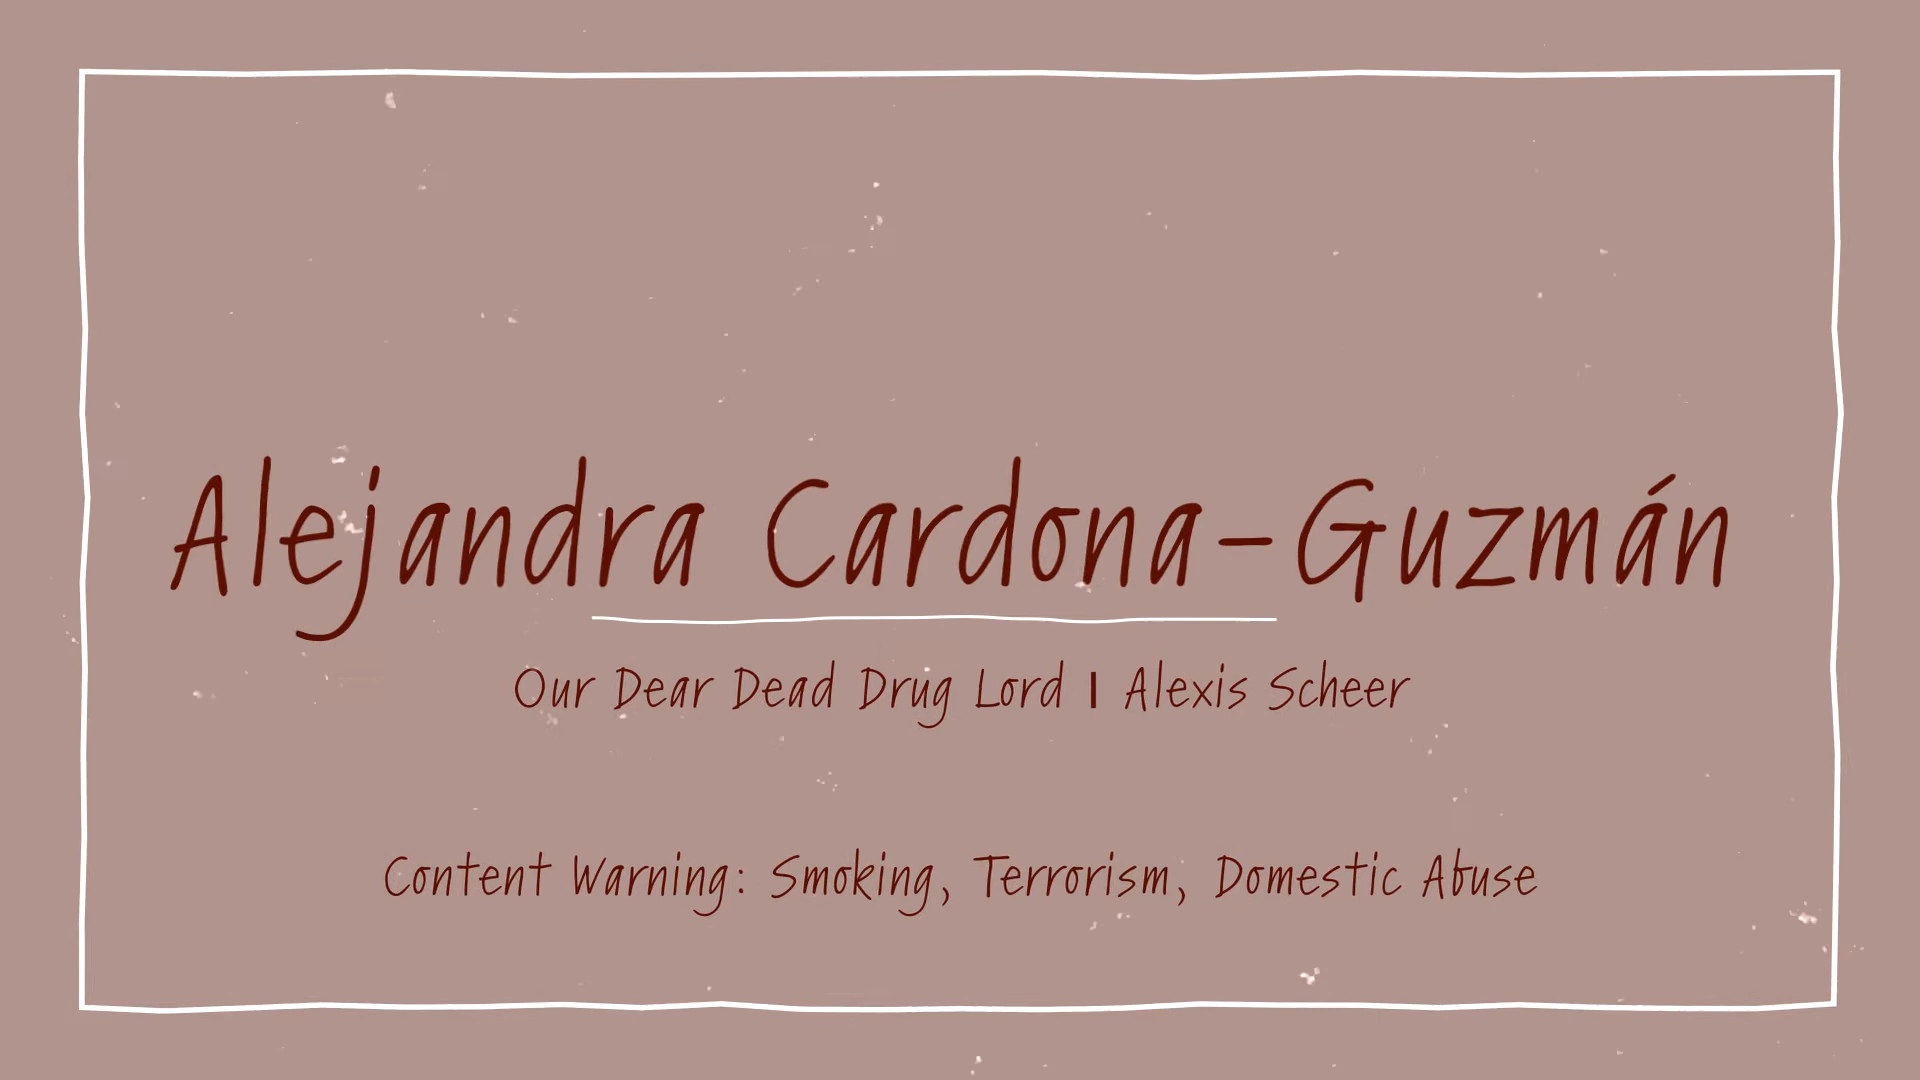 Alejandra Cardona-Guzmán
Our Dear Dead Drug Lord | Alexis Scheer
Content Warning: Smoking, Terrorism, Domestic Abuse